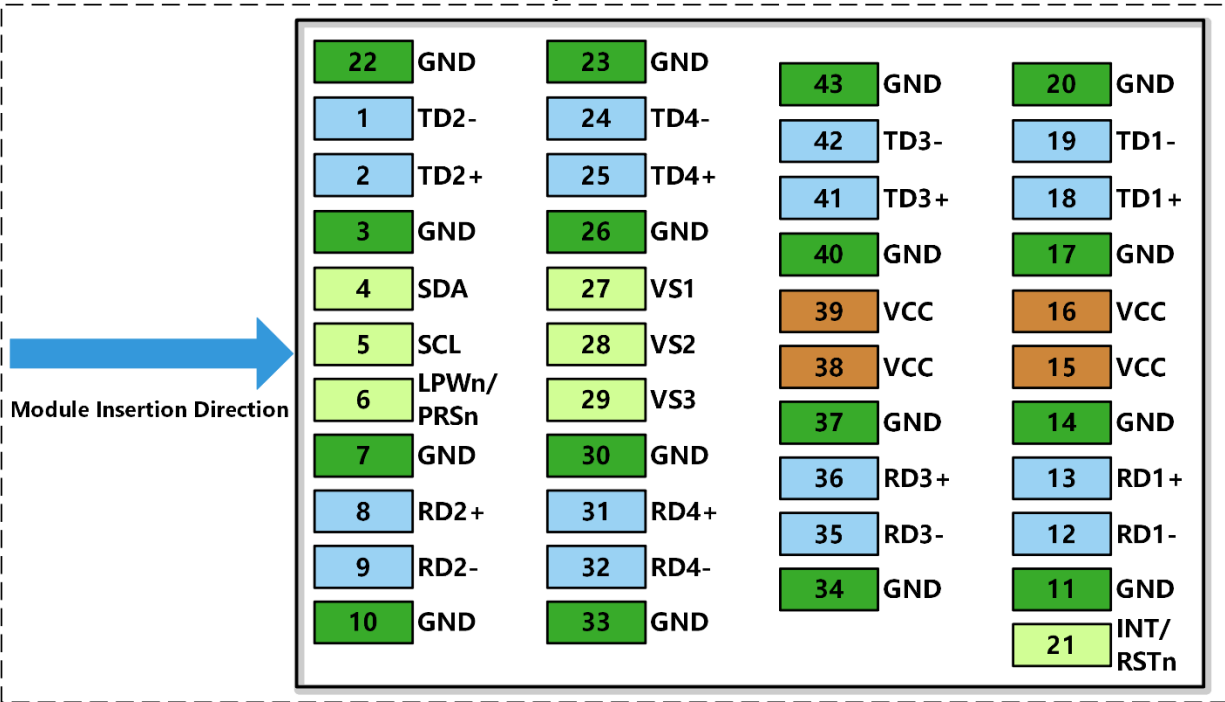 22 GND 23 GND
43 GND 20 GND
1 TD2- 24 TD4-
42 TD3- 19 TD1-
2 TD2+ 25 TD4+
41 TD3+ 18 TD1+
3 GND 26 GND
40 GND 17 GND
4 SDA 27 VS1
39 VCC 16 VCC
5 SCL 28 VS2
38 VCC 15 VCC
LPWn/
6 PRSn 29 VS3
Module Insertion Direction
37 GND 14 GND
7 GND 30 GND
36 RD3+ 13 RD1+
8 RD2+ 31 RD4+
35 RD3- 12 RD1-
9 RD2- 32 RD4-
34 GND 11 GND
10 GND 33 GND
INT/
21 RSTn